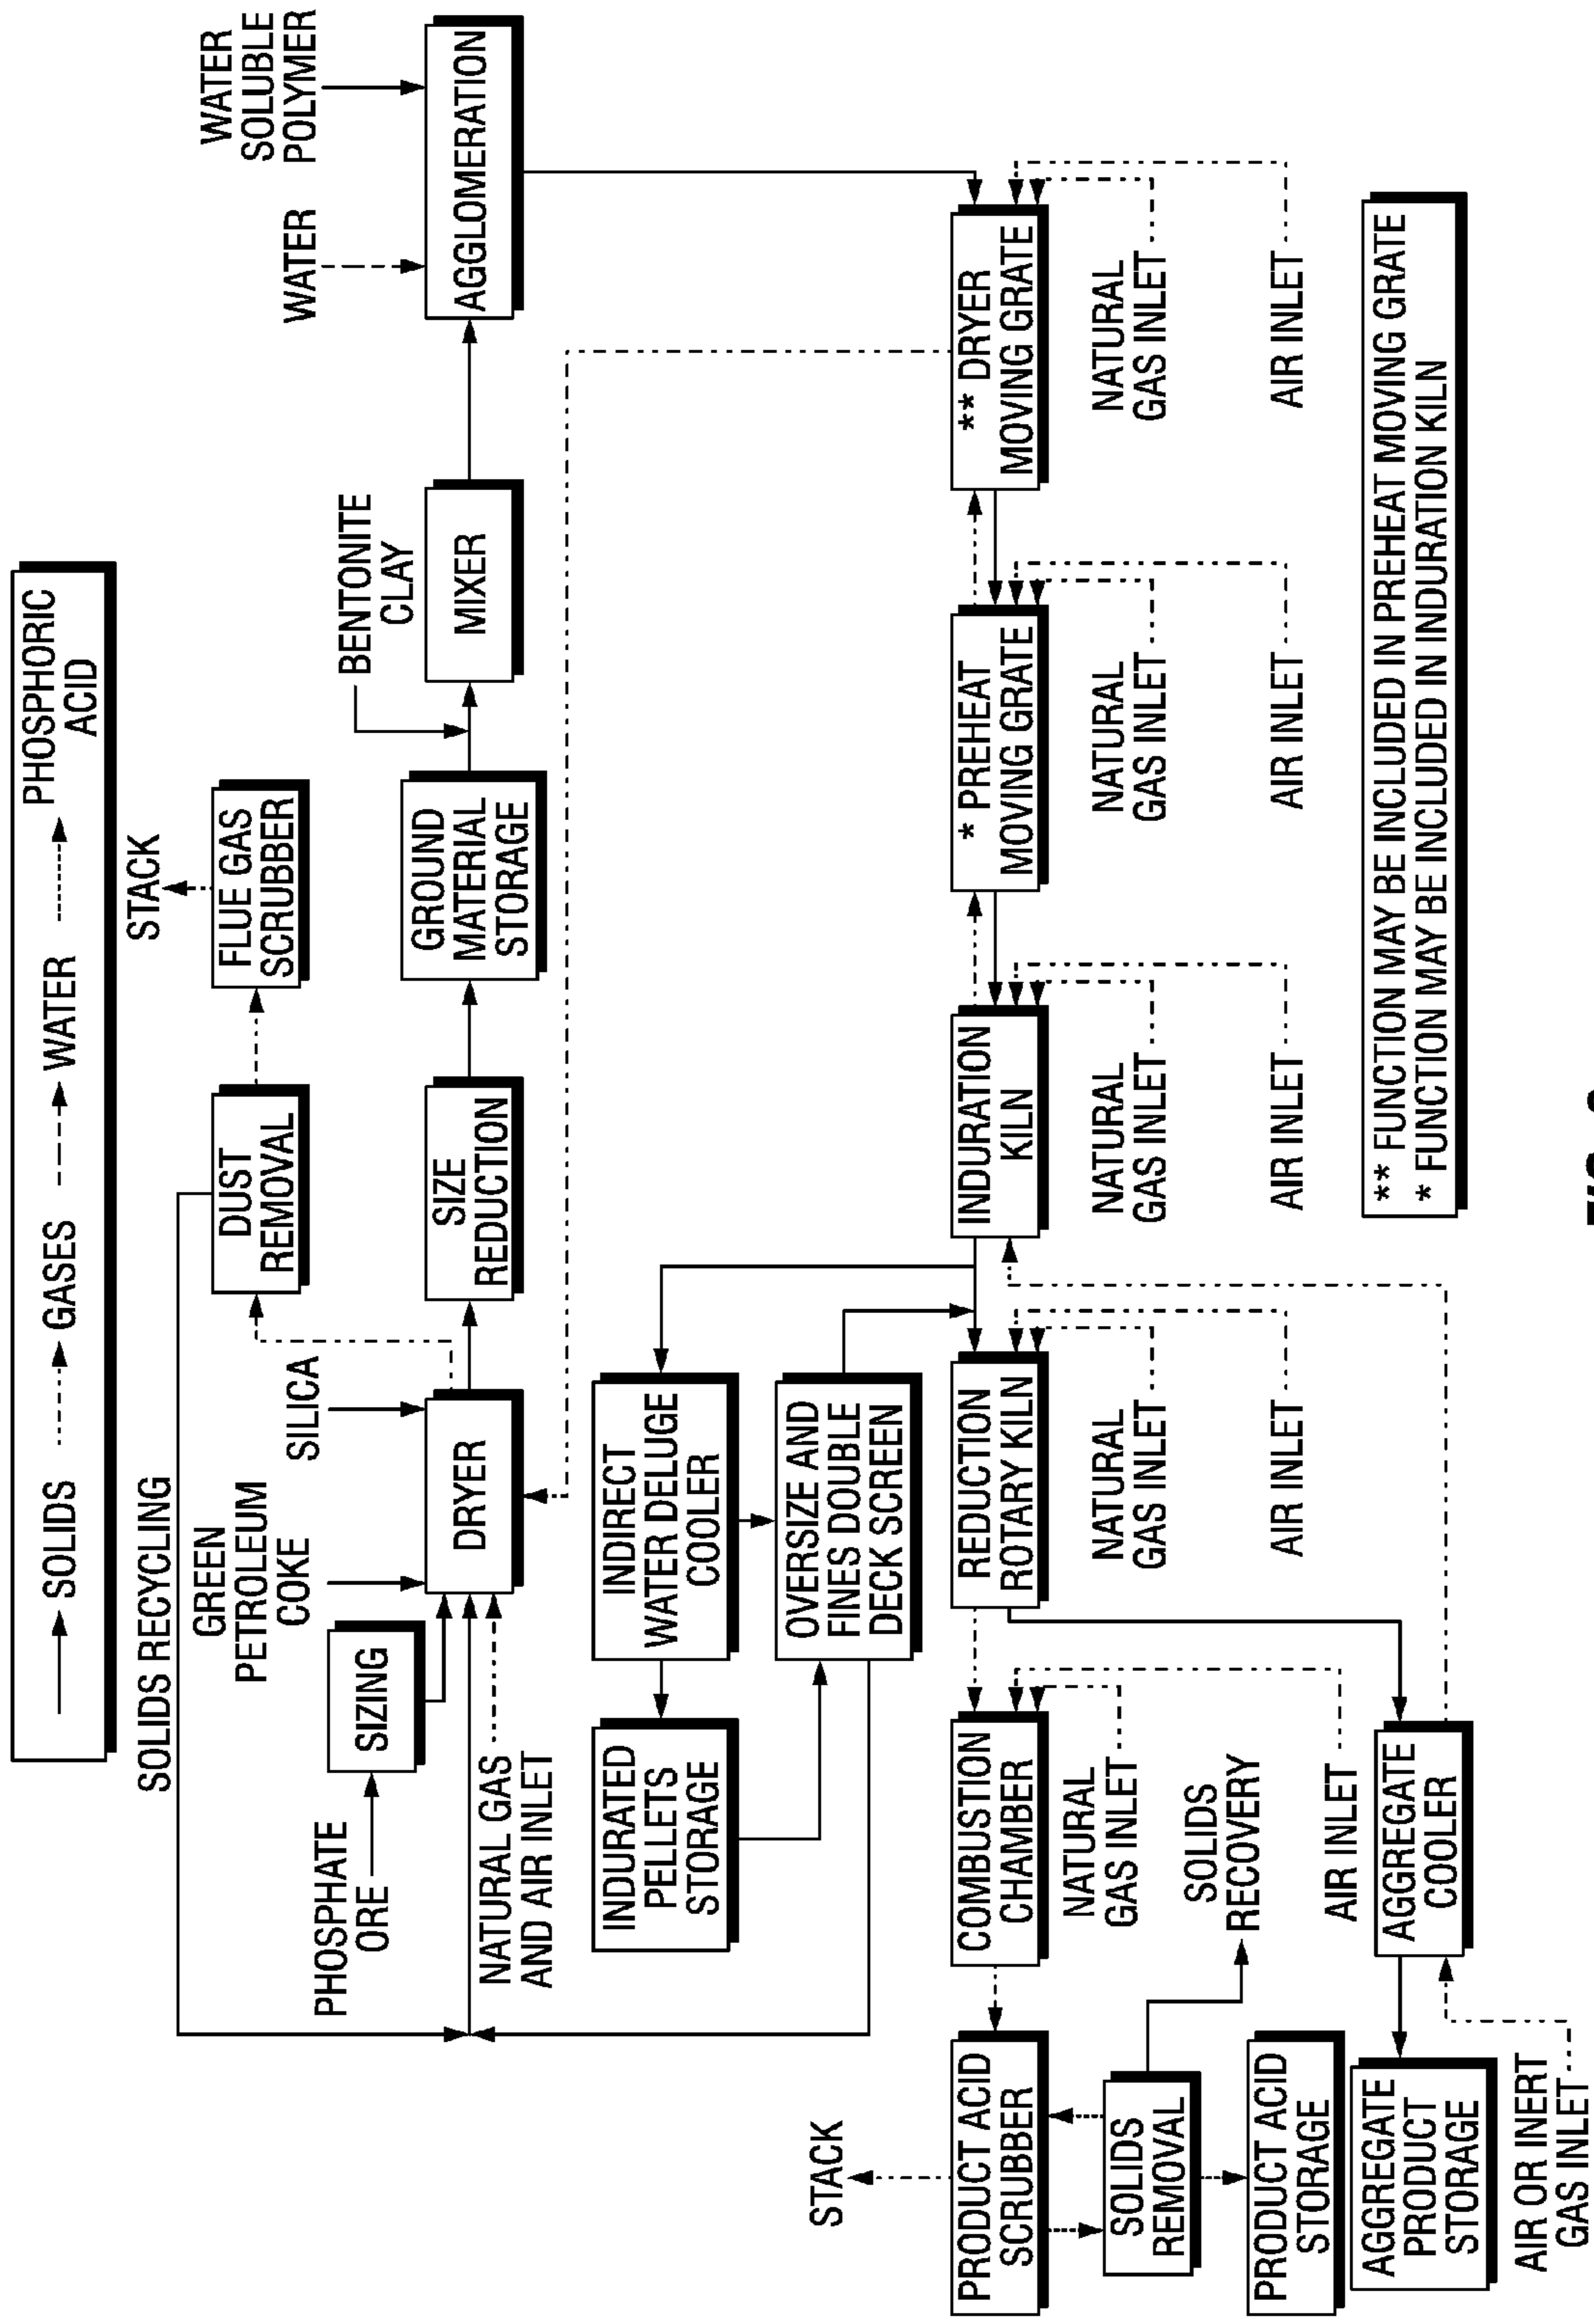 SOLIDS
GASES
WATER
PHOSPHORIC
ACID
SOLIDS RECYCLING
STACK
DUST
REMOVAL
FLUE GAS
SCRUBBER
GREEN
PETROLEUM
COKE
SILICA
PHOSPHATE
ORE
SIZING
DRYER
NATURAL GAS
AND AIR INLET
SIZE
REDUCTION
GROUND
MATERIAL
STORAGE
BENTONITE
CLAY
MIXER
WATER
WATER
SOLUBLE
POLYMER
AGGLOMERATION
INDURATED
PELLETS
STORAGE
INDIRECT
WATER DELUGE
COOLER
OVERSIZE AND
FINES DOUBLE
DECK SCREEN
STACK
PRODUCT ACID
SCRUBBER
COMBUSTION
CHAMBER
REDUCTION
ROTARY KILN
INDURATION
KILN
* PREHEAT
MOVING GRATE
** DRYER
MOVING GRATE
NATURAL
GAS INLET
NATURAL
GAS INLET
NATURAL
GAS INLET
NATURAL
GAS INLET
NATURAL
GAS INLET
SOLIDS
REMOVAL
SOLIDS
RECOVERY
AIR INLET
AIR INLET
AIR INLET
AIR INLET
AIR INLET
PRODUCT ACID
STORAGE
AGGREGATE
PRODUCT
STORAGE
AGGREGATE
COOLER
AIR OR INERT
GAS INLET
** FUNCTION MAY BE INCLUDED IN PREHEAT MOVING GRATE
* FUNCTION MAY BE INCLUDED IN INDURATION KILN